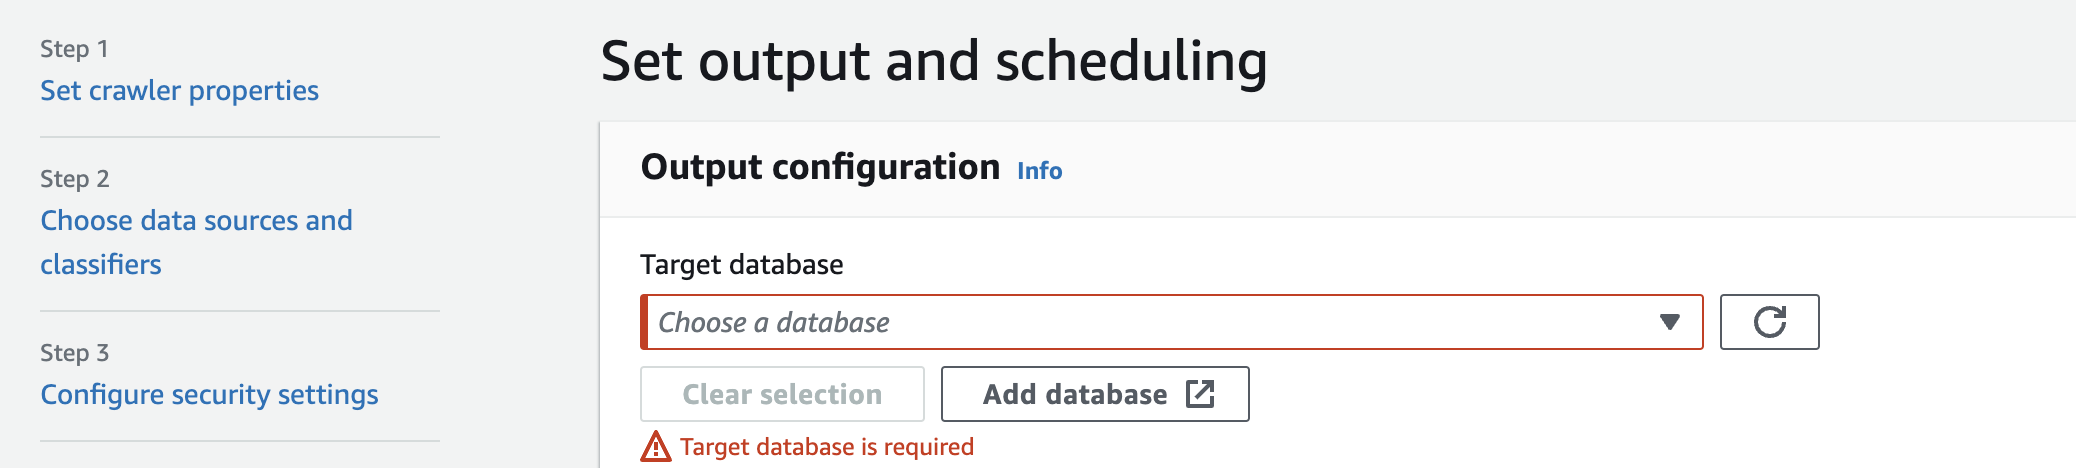 Step 1
Set crawler properties
Step 2
Choose data sources and
classifiers
Step 3
Configure security settings
Set output and scheduling
Output configuration Info
Target database
Choose a database
Clear selection Add database
Target database is required